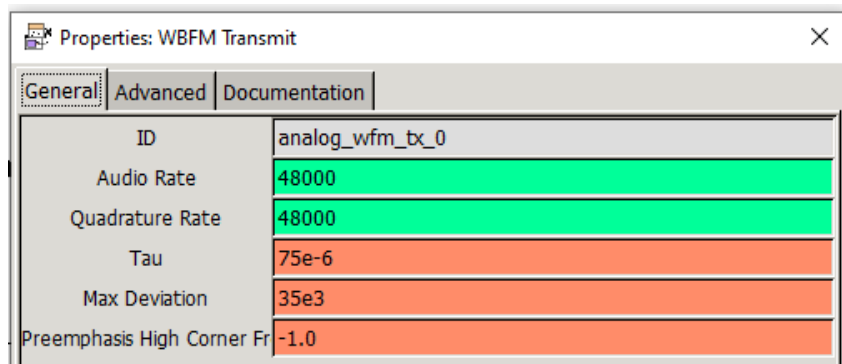 Properties: WBFM Transmit
General Advanced Documentation
ID analog_wfm_tx_0
Audio Rate 48000
Quadrature Rate 48000
Tau 75e-6
Max Deviation 35e3
Preemphasis High Corner Fr -1.0